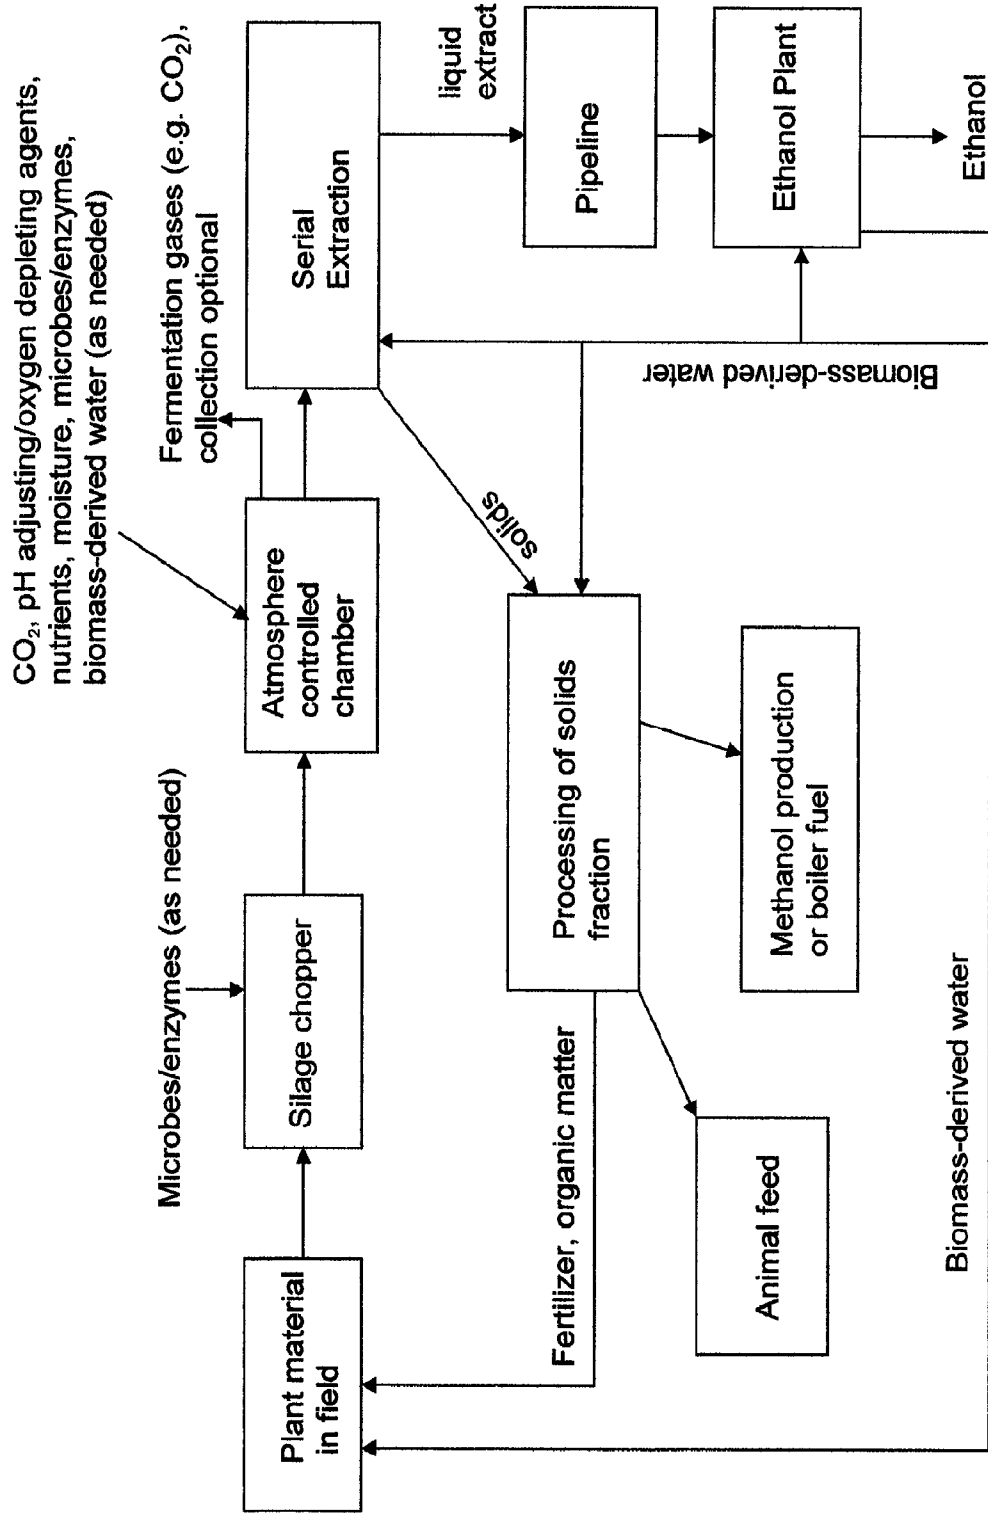 CO₂, pH adjusting/oxygen depleting agents,
nutrients, moisture, microbes/enzymes,
biomass-derived water (as needed)
Microbes/enzymes (as needed)
Fermentation gases (e.g. CO₂),
collection optional
Plant material
in field
Silage chopper
Atmosphere
controlled
chamber
Serial
Extraction
solids
liquid
extract
Fertilizer, organic matter
Processing of solids
fraction
Pipeline
Biomass-derived water
Animal feed
Methanol production
or boiler fuel
Ethanol Plant
Biomass-derived water
Ethanol